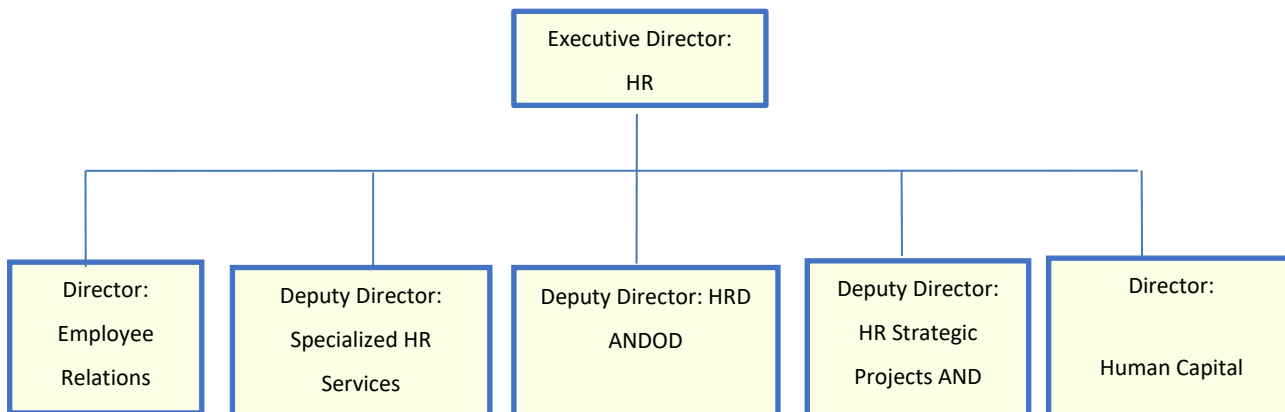 Executive Director:
HR
Director:
Employee
Relations
Deputy Director:
Specialized HR
Services
Deputy Director: HRD
ANDOD
Deputy Director:
HR Strategic
Projects AND
Director:
Human Capital